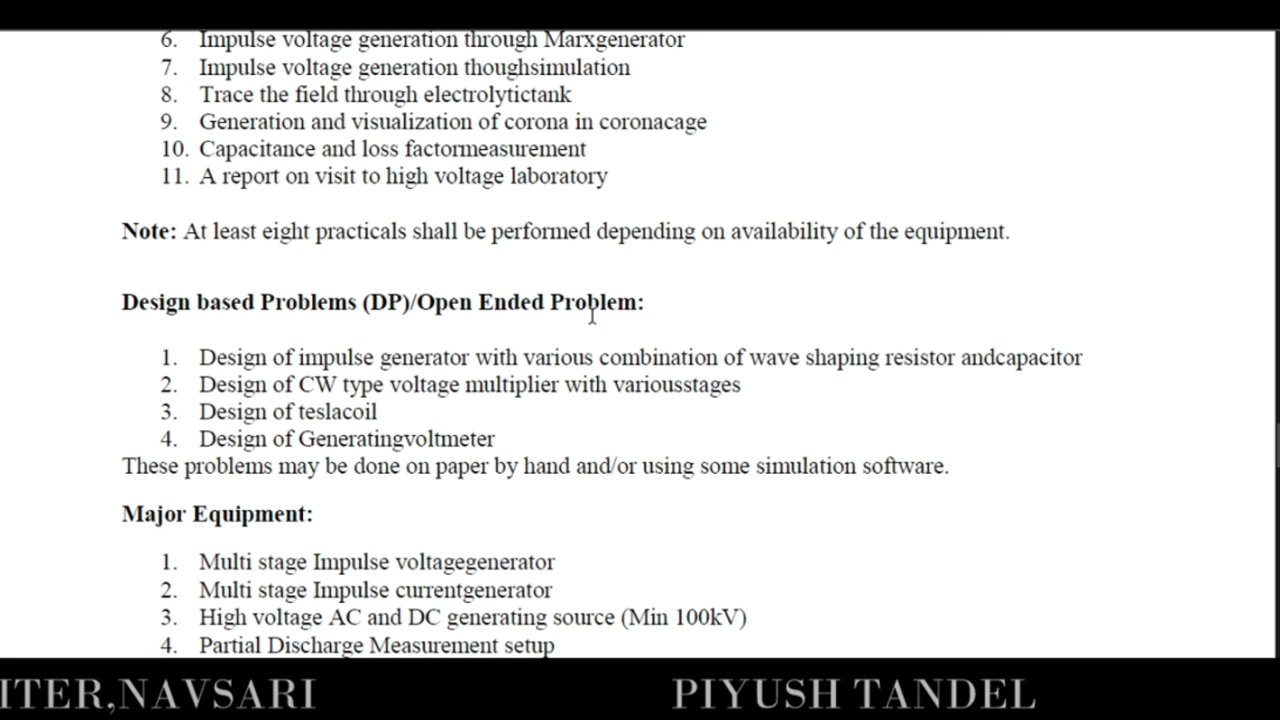 6. Impulse voltage generation through Marxgenerator
7. Impulse voltage generation thoughsimulation
8. Trace the field through electrolytictank
9. Generation and visualization of corona in coronacage
10. Capacitance and loss factormeasurement
11. A report on visit to high voltage laboratory
Note: At least eight practicals shall be performed depending on availability of the equipment.
Design based Problems (DP)/Open Ended Problem:
1. Design of impulse generator with various combination of wave shaping resistor andcapacitor
2. Design of CW type voltage multiplier with variousstages
3. Design of teslacoil
4. Design of Generatingvoltmeter
These problems may be done on paper by hand and/or using some simulation software.
Major Equipment:
1. Multi stage Impulse voltagegenerator
2. Multi stage Impulse currentgenerator
3. High voltage AC and DC generating source (Min 100kV)
4. Partial Discharge Measurement setup
ITER,NAVSARI PIYUSH TANDEL